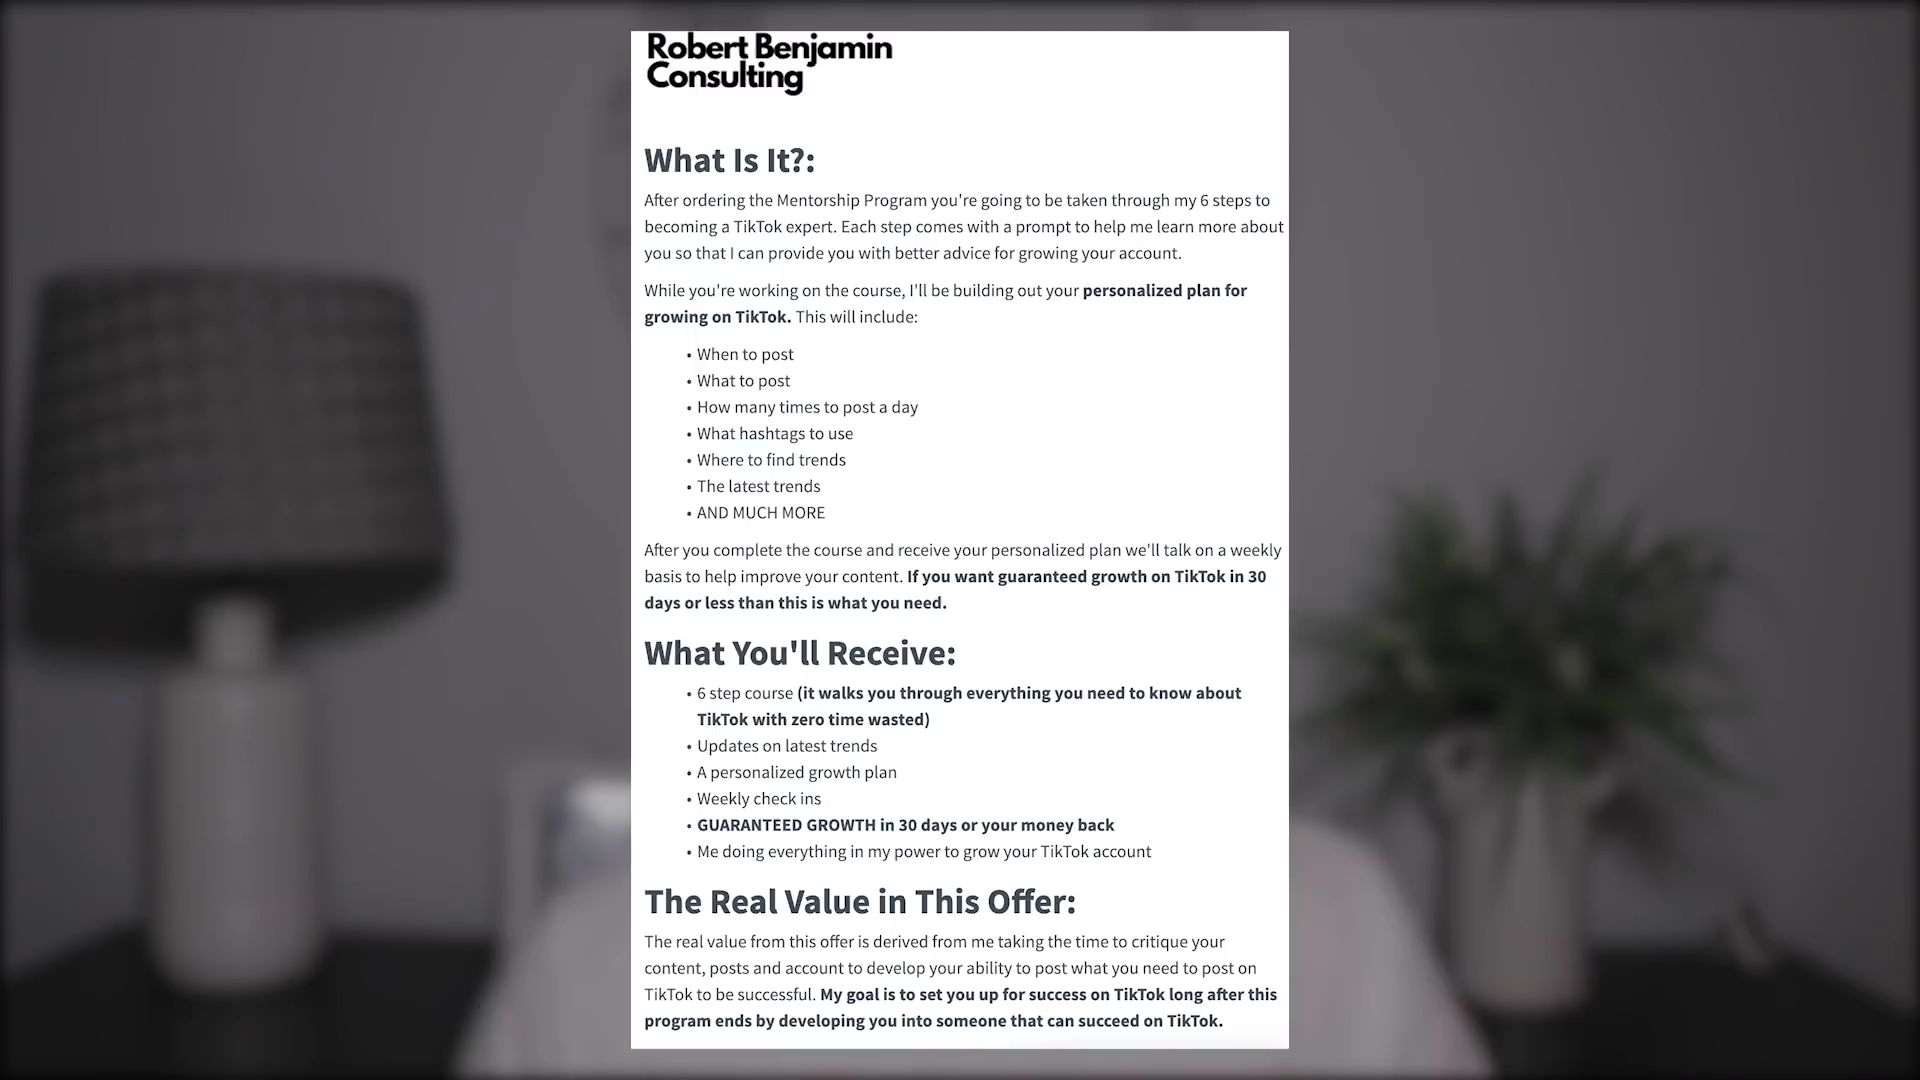 Robert Benjamin
Consulting
What Is It?:
After ordering the Mentorship Program you're going to be taken through my 6 steps to
becoming a TikTok expert. Each step comes with a prompt to help me learn more about
you so that I can provide you with better advice for growing your account.
While you're working on the course, I'll be building out your personalized plan for
growing on TikTok. This will include:
• When to post
• What to post
• How many times to post a day
• What hashtags to use
• Where to find trends
• The latest trends
• AND MUCH MORE
After you complete the course and receive your personalized plan we'll talk on a weekly
basis to help improve your content. If you want guaranteed growth on TikTok in 30
days or less than this is what you need.
What You'll Receive:
• 6 step course (it walks you through everything you need to know about
TikTok with zero time wasted)
• Updates on latest trends
• A personalized growth plan
• Weekly check ins
• GUARANTEED GROWTH in 30 days or your money back
• Me doing everything in my power to grow your TikTok account
The Real Value in This Offer:
The real value from this offer is derived from me taking the time to critique your
content, posts and account to develop your ability to post what you need to post on
TikTok to be successful. My goal is to set you up for success on TikTok long after this
program ends by developing you into someone that can succeed on TikTok.